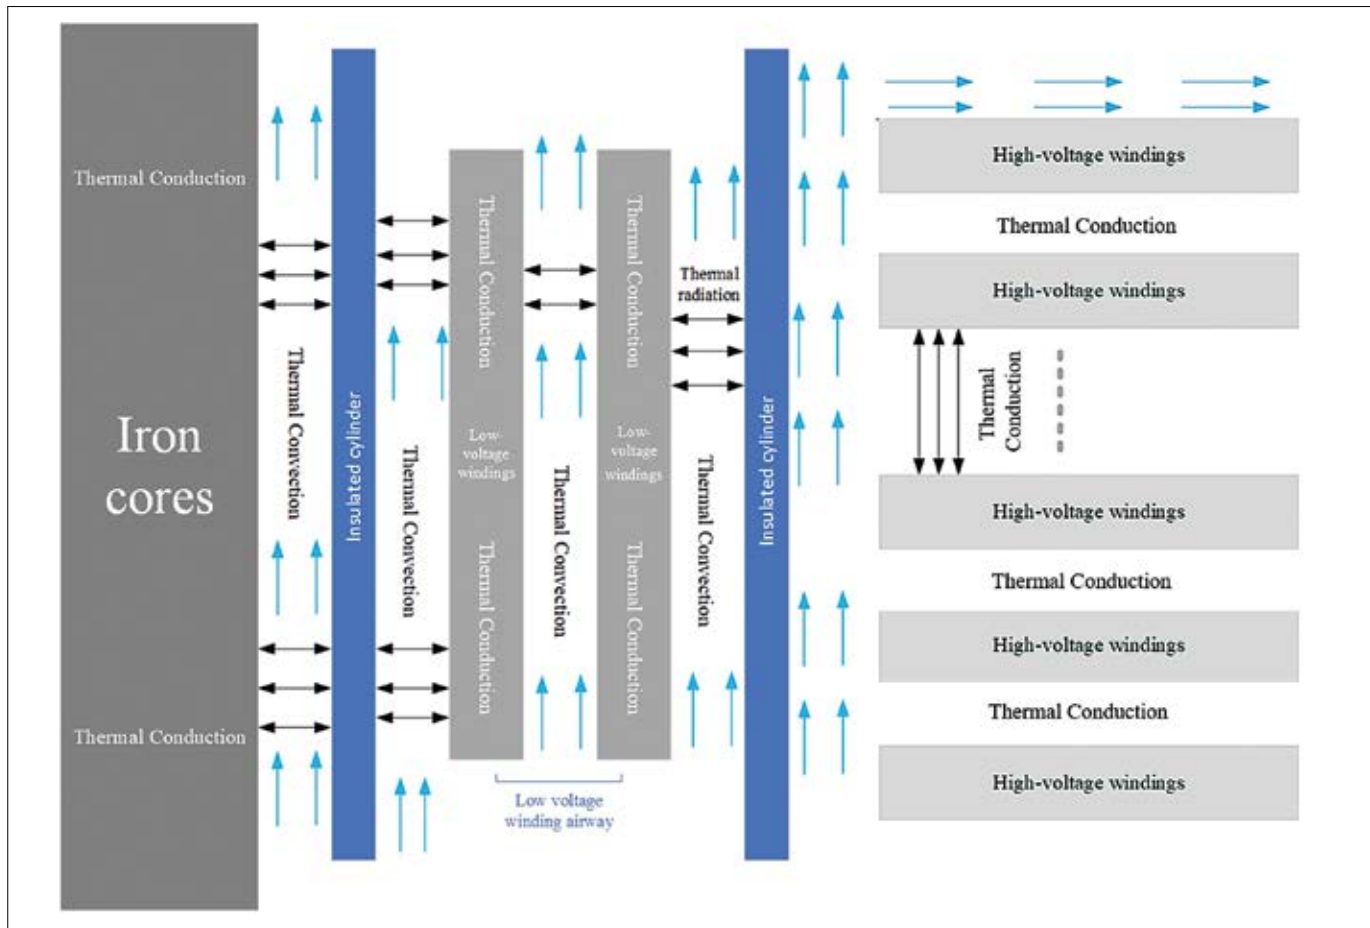 Thermal Conduction
Iron
cores
Thermal Conduction
Thermal Convection
Insulated cylinder
Thermal Convection
Thermal Conduction
Low-
voltage
windings
Thermal Conduction
Thermal Convection
Low voltage
winding airway
Thermal Conduction
Low-
voltage
windings
Thermal Conduction
Thermal
radiation
Thermal Convection
Insulated cylinder
High-voltage windings
Thermal Conduction
High-voltage windings
Thermal
Conduction
High-voltage windings
Thermal Conduction
High-voltage windings
Thermal Conduction
High-voltage windings